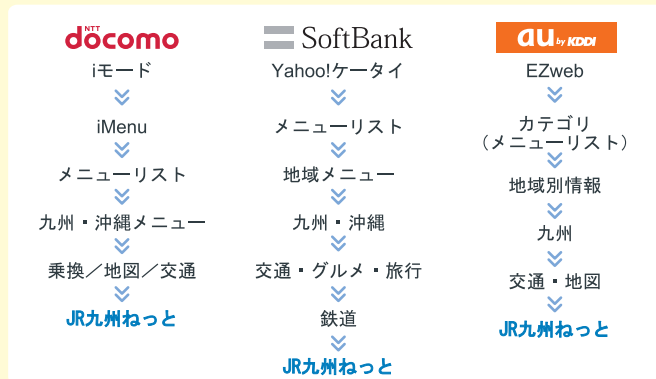 NTT
döcomo
iモード
iMenu
メニューリスト
九州・沖縄メニュー
乗換／地図／交通
JR九州ねっと
SoftBank
Yahoo!ケータイ
メニューリスト
地域メニュー
九州・沖縄
交通・グルメ・旅行
鉄道
JR九州ねっと
au by KDDI
EZweb
カテゴリ
（メニューリスト）
地域別情報
九州
交通・地図
JR九州ねっと